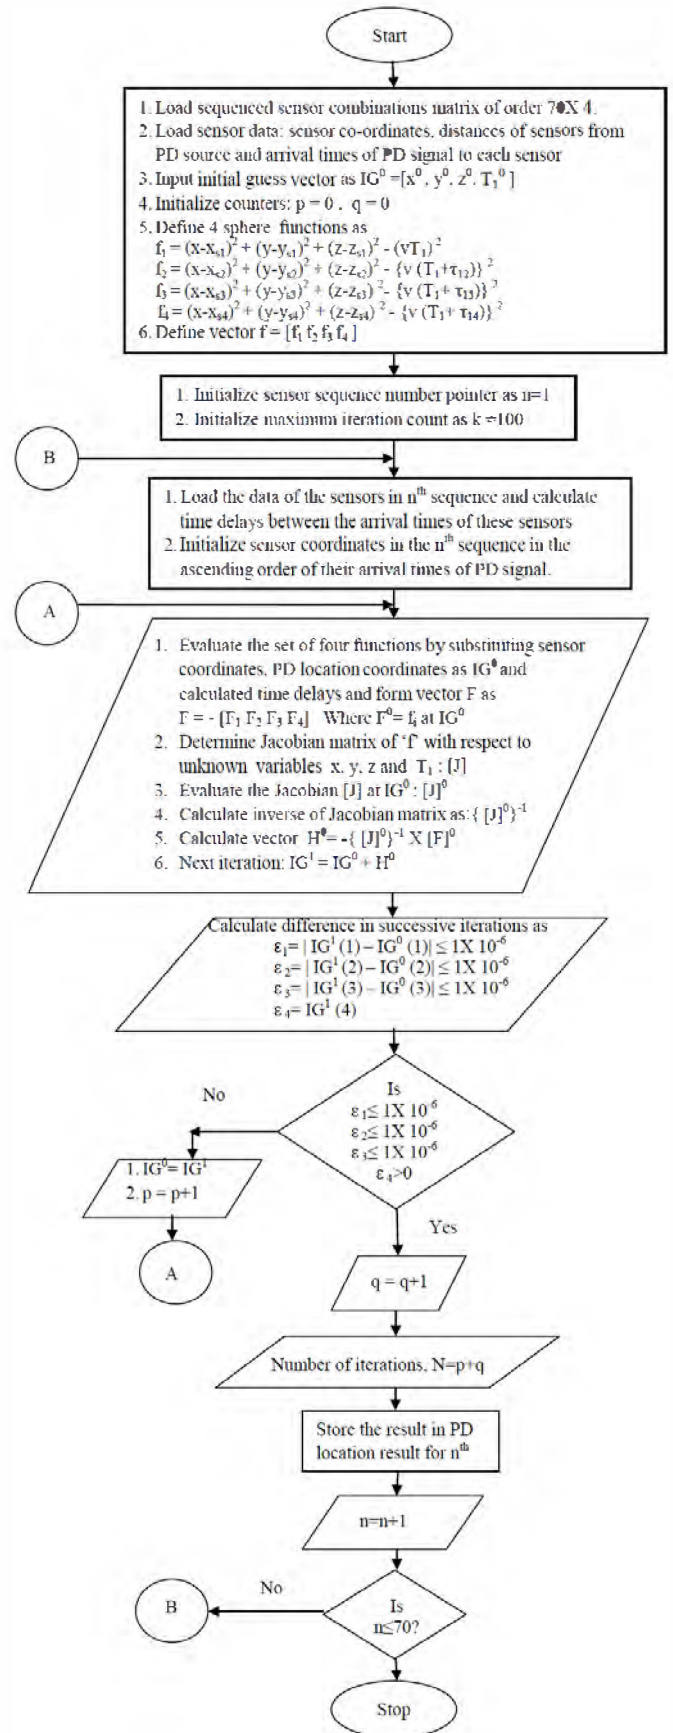 Start
1. Load sequenced sensor combinations matrix of order 70X 4.
2. Load sensor data: sensor co-ordinates, distances of sensors from
PD source and arrival times of PD signal to each sensor
3. Input initial guess vector as IG⁰ =[x⁰ , y⁰, z⁰, T₁⁰ ]
4. Initialize counters: p = 0 , q = 0
5. Define 4 sphere functions as
f₁ = (x-xₛ₁)² + (y-yₛ₁)² + (z-zₛ₁)² - (vT₁)²
f₂ = (x-xₛ₂)² + (y-yₛ₂)² + (z-zₛ₂)² - {v (T₁+τ₁₂)} ²
f₃ = (x-xₛ₃)² + (y-yₛ₃)² + (z-zₛ₃) ² - {v (T₁+ τ₁₃)} ²
f₄ = (x-xₛ₄)² + (y-yₛ₄)² + (z-zₛ₄) ² - {v (T₁+ τ₁₄)} ²
6. Define vector f = [f₁ f₂ f₃ f₄ ]
1. Initialize sensor sequence number pointer as n=1
2. Initialize maximum iteration count as k =100
B
1. Load the data of the sensors in nᵗʰ sequence and calculate
time delays between the arrival times of these sensors
2. Initialize sensor coordinates in the nᵗʰ sequence in the
ascending order of their arrival times of PD signal.
A
1. Evaluate the set of four functions by substituting sensor
coordinates, PD location coordinates as IG⁰ and
calculated time delays and form vector F as
F = - [F₁ F₂ F₃ F₄] Where F⁰= fᵢ at IG⁰
2. Determine Jacobian matrix of ‘f’ with respect to
unknown variables x, y, z and T₁ : [J]
3. Evaluate the Jacobian [J] at IG⁰ : [J]⁰
4. Calculate inverse of Jacobian matrix as:{ [J]⁰}⁻¹
5. Calculate vector H⁰= -{ [J]⁰}⁻¹ X [F]⁰
6. Next iteration: IG¹ = IG⁰ + H⁰
Calculate difference in successive iterations as
ε₁= | IG¹ (1) – IG⁰ (1)| ≤ 1X 10⁻⁶
ε₂= | IG¹ (2) – IG⁰ (2)| ≤ 1X 10⁻⁶
ε₃= | IG¹ (3) – IG⁰ (3)| ≤ 1X 10⁻⁶
ε₄= IG¹ (4)
Is
ε₁≤ 1X 10⁻⁶
ε₂≤ 1X 10⁻⁶
ε₃≤ 1X 10⁻⁶
ε₄>0
No
1. IG⁰= IG¹
2. p = p+1
A
Yes
q = q+1
Number of iterations, N=p+q
Store the result in PD
location result for nᵗʰ
n=n+1
Is
n≤70?
No
B
Stop